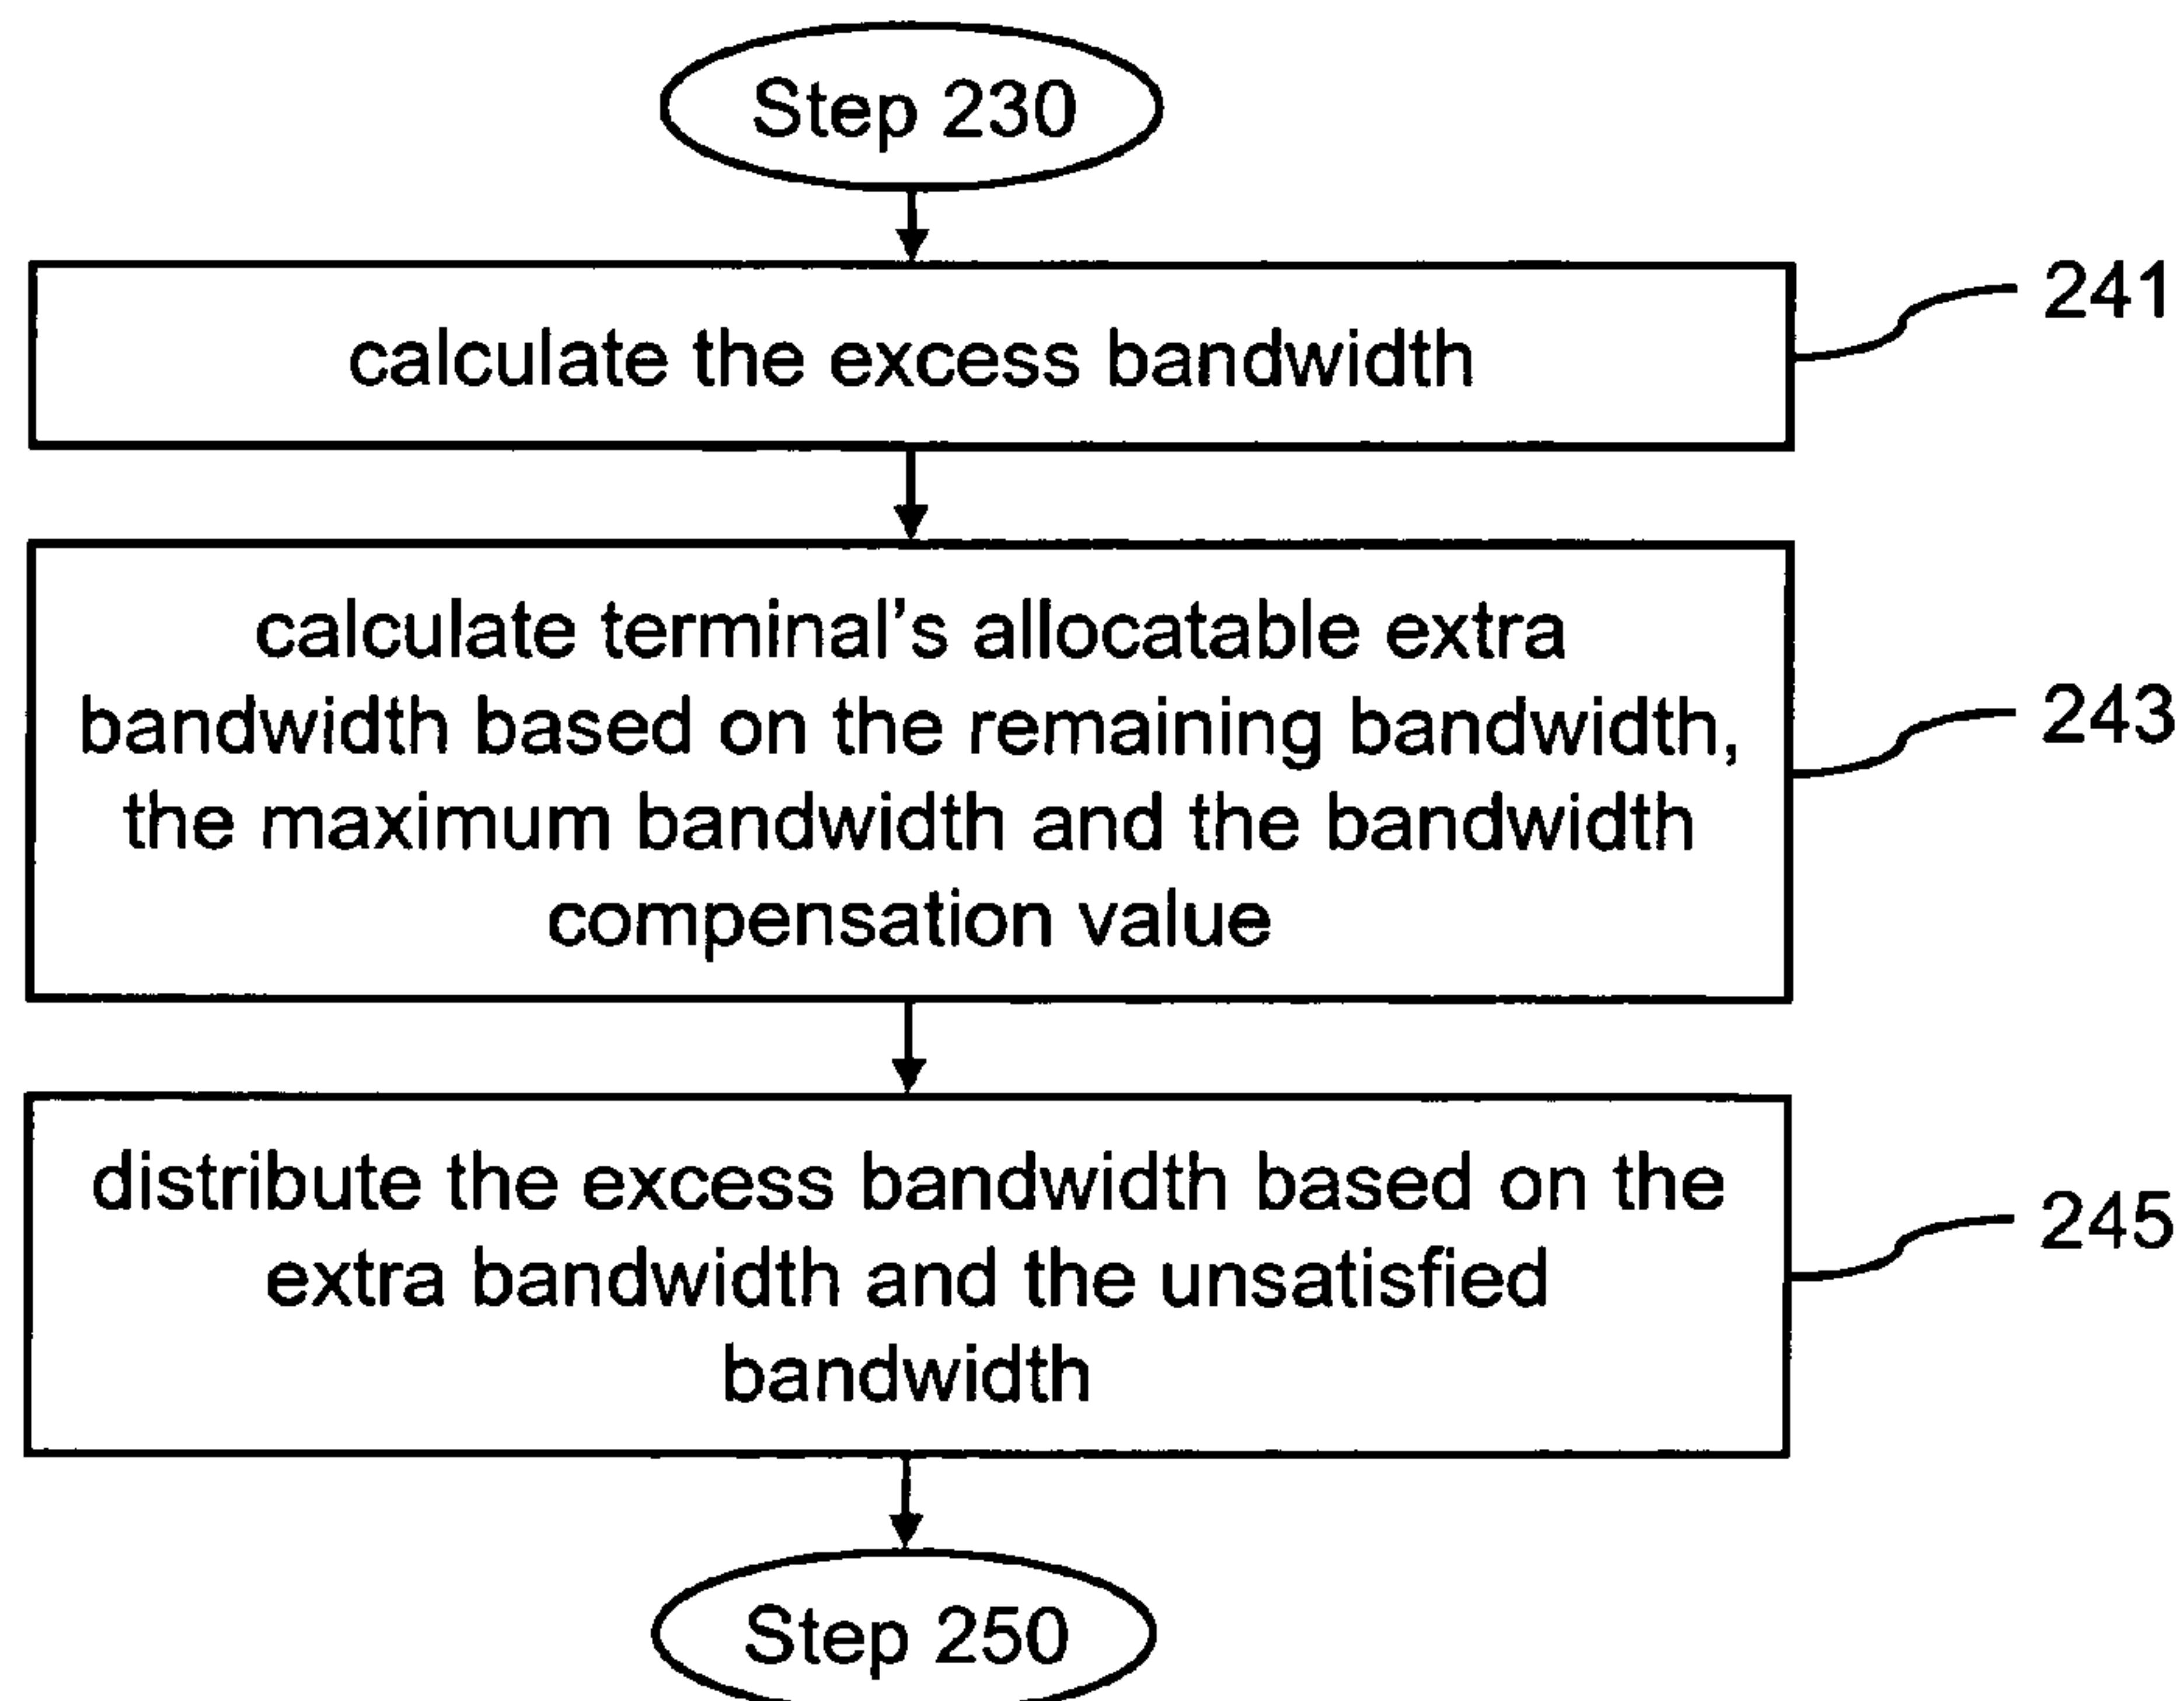 Step 230
calculate the excess bandwidth
241
calculate terminal's allocatable extra
bandwidth based on the remaining bandwidth,
the maximum bandwidth and the bandwidth
compensation value
243
distribute the excess bandwidth based on the
extra bandwidth and the unsatisfied
bandwidth
245
Step 250